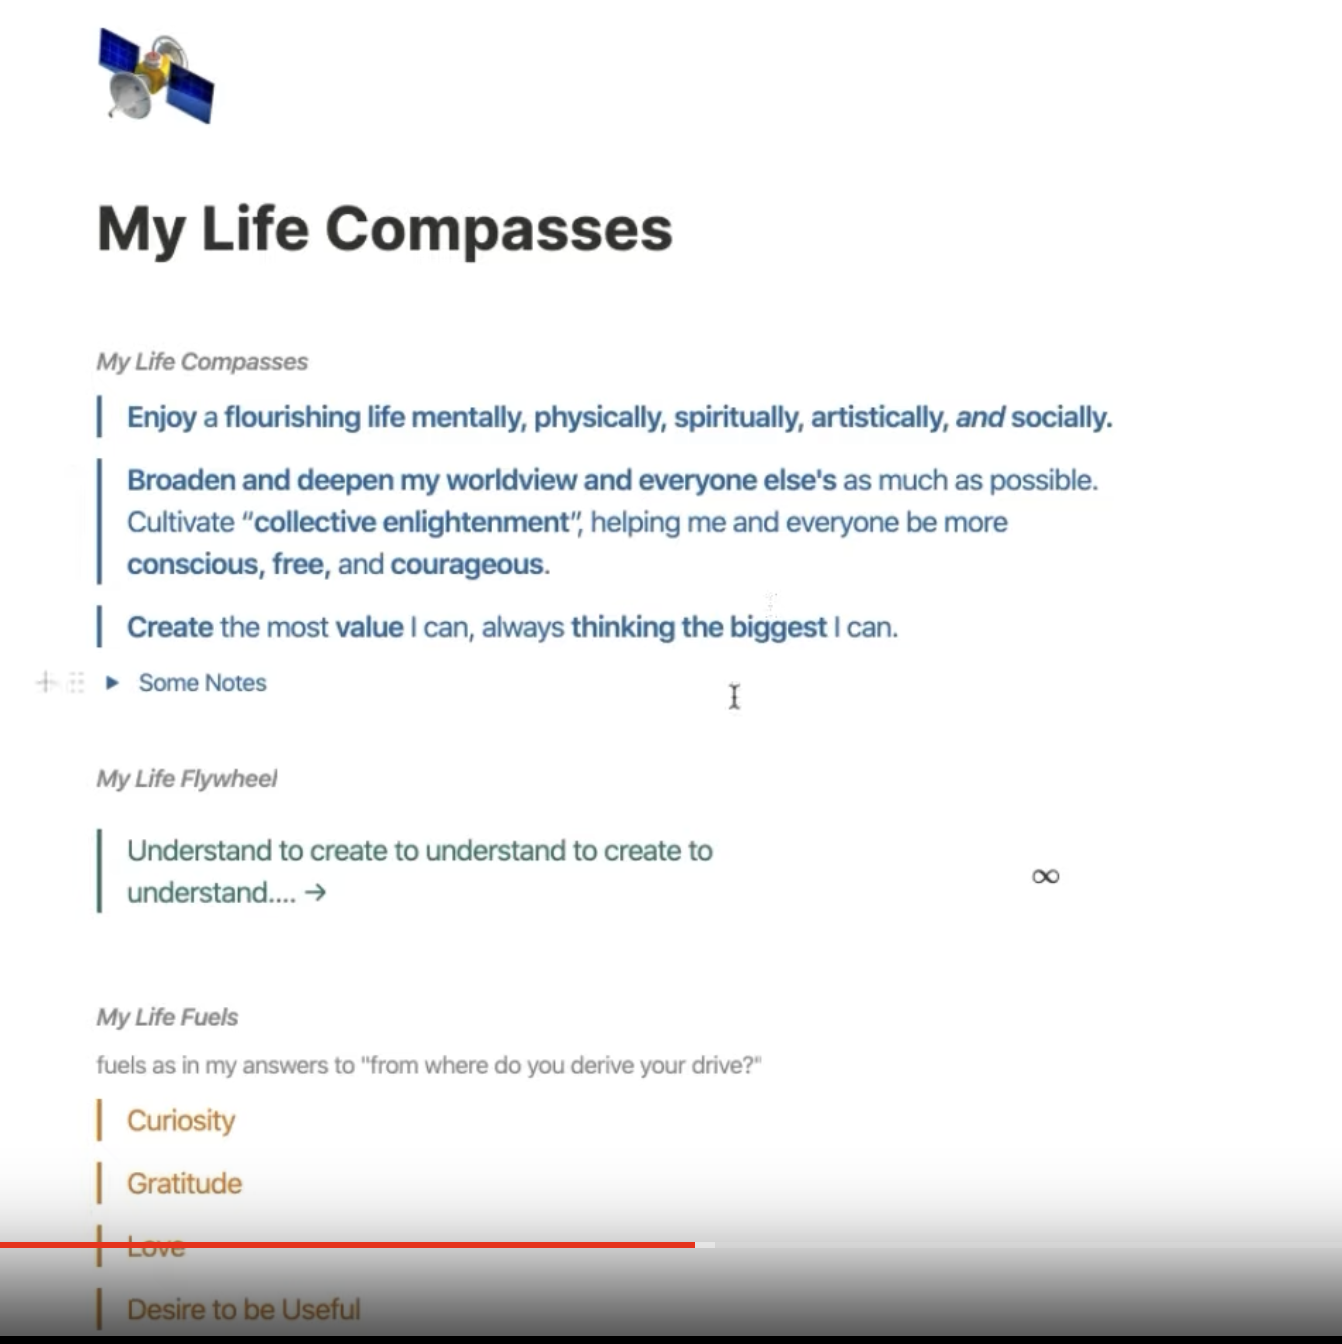 My Life Compasses
My Life Compasses
Enjoy a flourishing life mentally, physically, spiritually, artistically, and socially.
Broaden and deepen my worldview and everyone else's as much as possible.
Cultivate “collective enlightenment”, helping me and everyone be more
conscious, free, and courageous.
Create the most value I can, always thinking the biggest I can.
Some Notes
My Life Flywheel
Understand to create to understand to create to
understand.... →
∞
My Life Fuels
fuels as in my answers to "from where do you derive your drive?"
Curiosity
Gratitude
Love
Desire to be Useful